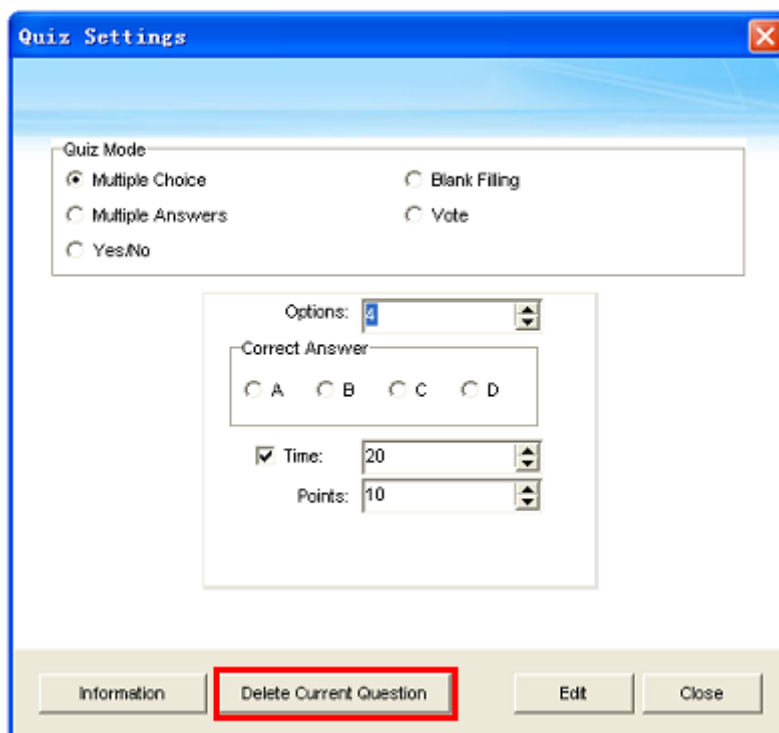 Quiz Settings
Quiz Mode
Multiple Choice
Blank Filling
Multiple Answers
Vote
Yes/No
Options: 4
Correct Answer
A B C D
Time: 20
Points: 10
Information
Delete Current Question
Edit
Close